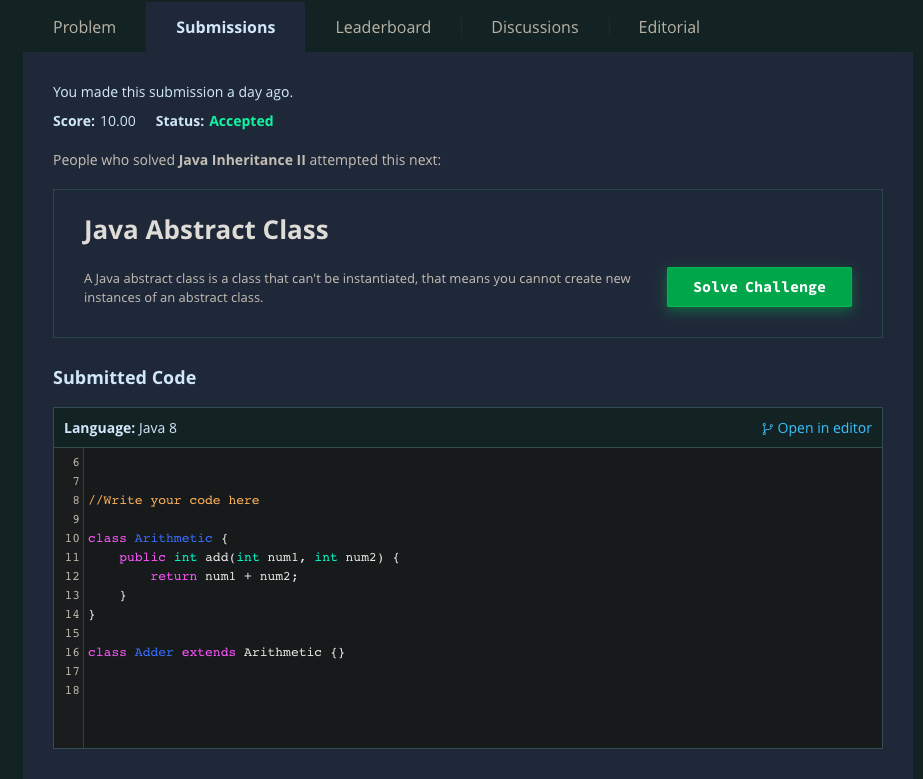 Problem Submissions Leaderboard Discussions Editorial
You made this submission a day ago.
Score: 10.00 Status: Accepted
People who solved Java Inheritance II attempted this next:
Java Abstract Class
A Java abstract class is a class that can't be instantiated, that means you cannot create new
instances of an abstract class.
Solve Challenge
Submitted Code
Language: Java 8 Open in editor
6
7
8 //Write your code here
9
10 class Arithmetic {
11     public int add(int num1, int num2) {
12         return num1 + num2;
13     }
14 }
15
16 class Adder extends Arithmetic {}
17
18